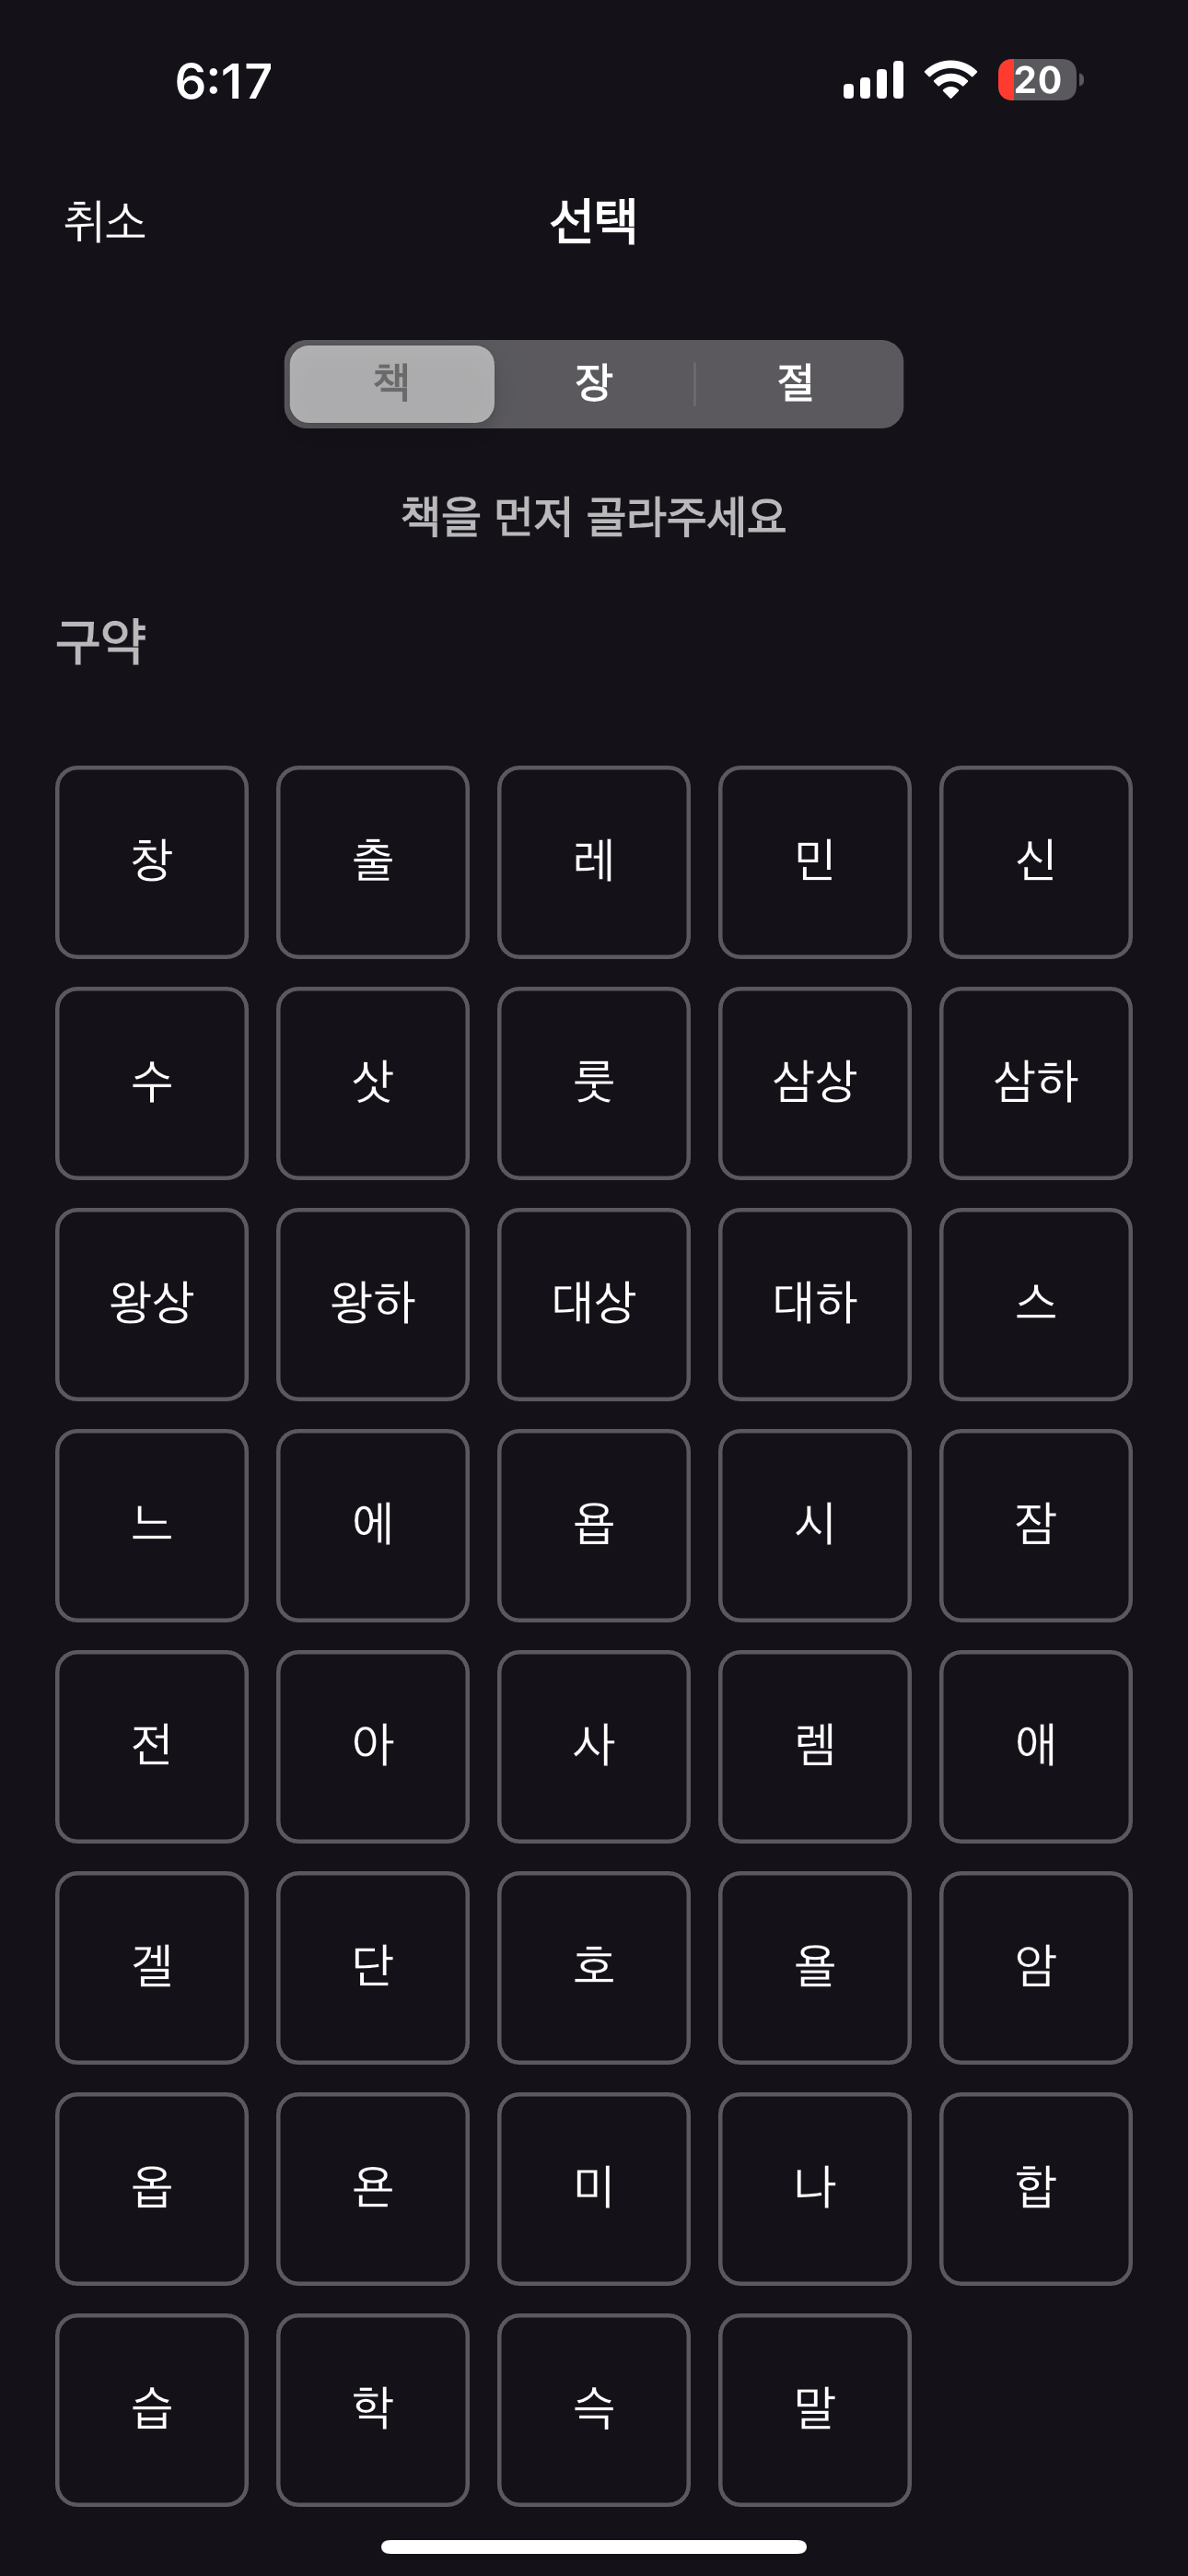 6:17 20
취소 선택
책 장 절
책을 먼저 골라주세요
구약
창 출 레 민 신
수 삿 룻 삼상 삼하
왕상 왕하 대상 대하 스
느 에 욥 시 잠
전 아 사 렘 애
겔 단 호 욜 암
옵 욘 미 나 합
습 학 슥 말